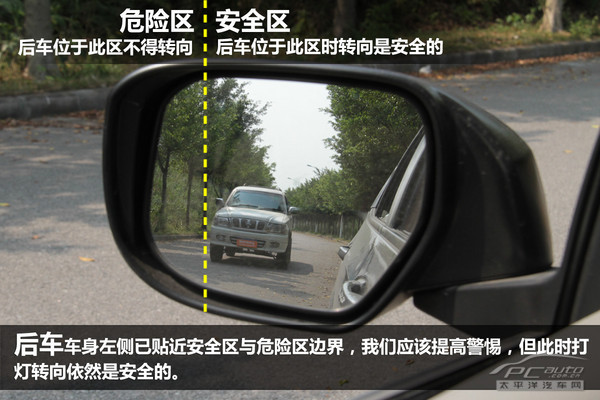 危险区
后车位于此区不得转向
安全区
后车位于此区时转向是安全的
后车车身左侧已贴近安全区与危险区边界，我们应该提高警惕，但此时打
灯转向依然是安全的。
PCauto
.com.cn
太平洋汽车网